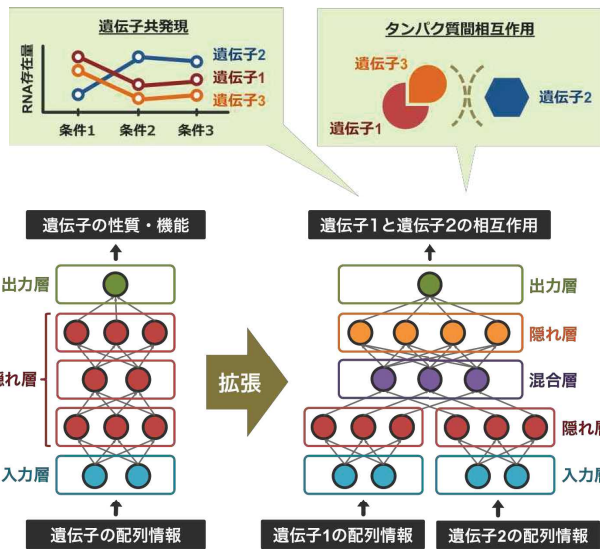 遺伝子共発現
RNA存在量
遺伝子2
遺伝子1
遺伝子3
条件1
条件2
条件3
タンパク質間相互作用
遺伝子3
遺伝子2
遺伝子1
遺伝子の性質・機能
出力層
隠れ層
入力層
遺伝子の配列情報
拡張
遺伝子1と遺伝子2の相互作用
出力層
隠れ層
混合層
隠れ層
入力層
遺伝子1の配列情報
遺伝子2の配列情報